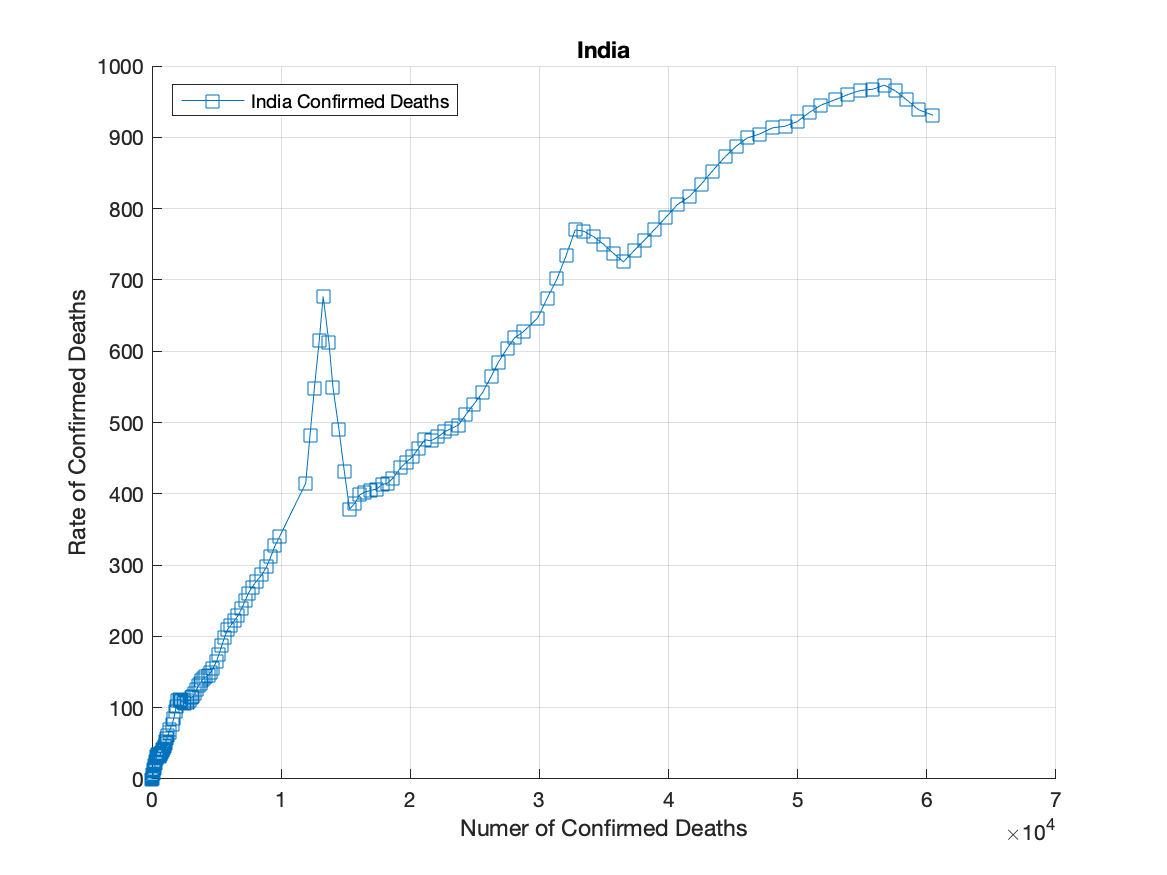 India
India Confirmed Deaths
Rate of Confirmed Deaths
1000
900
800
700
600
500
400
300
200
100
0
0 1 2 3 4 5 6 7
Numer of Confirmed Deaths
×10⁴